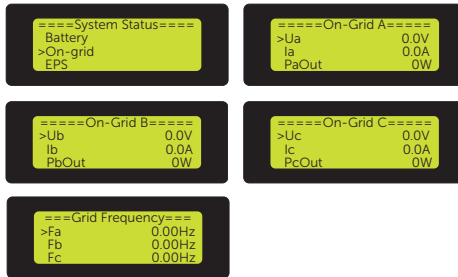 ====System Status====
Battery
>On-grid
EPS
=====On-Grid A=====
>Ua 0.0V
Ia 0.0A
PaOut 0W
=====On-Grid B=====
>Ub 0.0V
Ib 0.0A
PbOut 0W
=====On-Grid C=====
>Uc 0.0V
Ic 0.0A
PcOut 0W
===Grid Frequency===
>Fa 0.00Hz
Fb 0.00Hz
Fc 0.00Hz